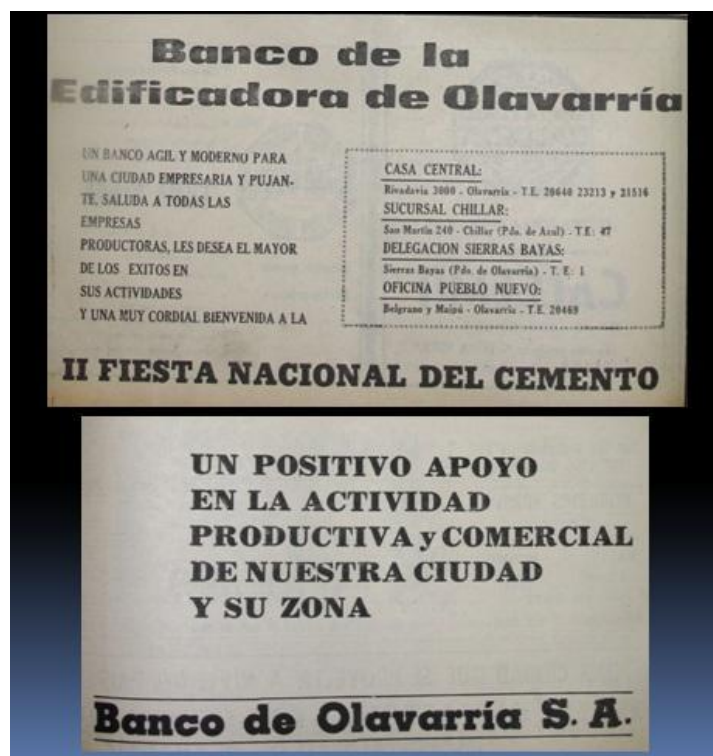 Banco de la
Edificadora de Olavarría
UN BANCO AGIL Y MODERNO PARA
UNA CIUDAD EMPRESARIA Y PUJAN-
TE, SALUDA A TODAS LAS
EMPRESAS
PRODUCTORAS, LES DESEA EL MAYOR
DE LOS EXITOS EN
SUS ACTIVIDADES
Y UNA MUY CORDIAL BIENVENIDA A LA
CASA CENTRAL:
Rivadavia 3000 - Olavarría - T.E. 20640 23213 y 21516
SUCURSAL CHILLAR:
San Martín 240 - Chillar (Pdo. de Azul) - T.E: 47
DELEGACION SIERRAS BAYAS:
Sierras Bayas (Pdo. de Olavarría) - T. E: 1
OFICINA PUEBLO NUEVO:
Belgrano y Maipú - Olavarría - T.E. 20469
II FIESTA NACIONAL DEL CEMENTO
UN POSITIVO APOYO
EN LA ACTIVIDAD
PRODUCTIVA y COMERCIAL
DE NUESTRA CIUDAD
Y SU ZONA
Banco de Olavarría S. A.